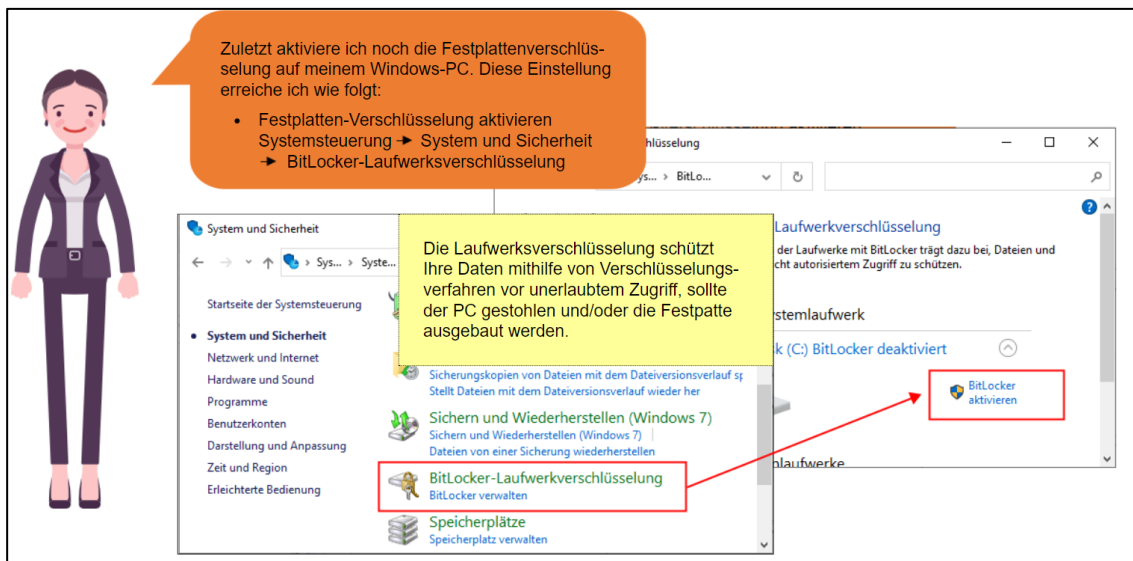 Zuletzt aktiviere ich noch die Festplattenverschlüs-
selung auf meinem Windows-PC. Diese Einstellung
erreiche ich wie folgt:
• Festplatten-Verschlüsselung aktivieren
Systemsteuerung → System und Sicherheit
→ BitLocker-Laufwerksverschlüsselung
hlüsselung
ys... › BitLo...
Laufwerkverschlüsselung
der Laufwerke mit BitLocker trägt dazu bei, Dateien und
cht autorisiertem Zugriff zu schützen.
stemlaufwerk
k (C:) BitLocker deaktiviert
BitLocker
aktivieren
laufwerke
System und Sicherheit
› Sys... › Syste...
Die Laufwerksverschlüsselung schützt
Ihre Daten mithilfe von Verschlüsselungs-
verfahren vor unerlaubtem Zugriff, sollte
der PC gestohlen und/oder die Festpatte
ausgebaut werden.
Startseite der Systemsteuerung
System und Sicherheit
Netzwerk und Internet
Hardware und Sound
Programme
Benutzerkonten
Darstellung und Anpassung
Zeit und Region
Erleichterte Bedienung
Sicherungskopien von Dateien mit dem Dateiversionsverlauf sp
Stellt Dateien mit dem Dateiversionsverlauf wieder her
Sichern und Wiederherstellen (Windows 7)
Sichern und Wiederherstellen (Windows 7)
Dateien von einer Sicherung wiederherstellen
BitLocker-Laufwerkverschlüsselung
BitLocker verwalten
Speicherplätze
Speicherplatz verwalten